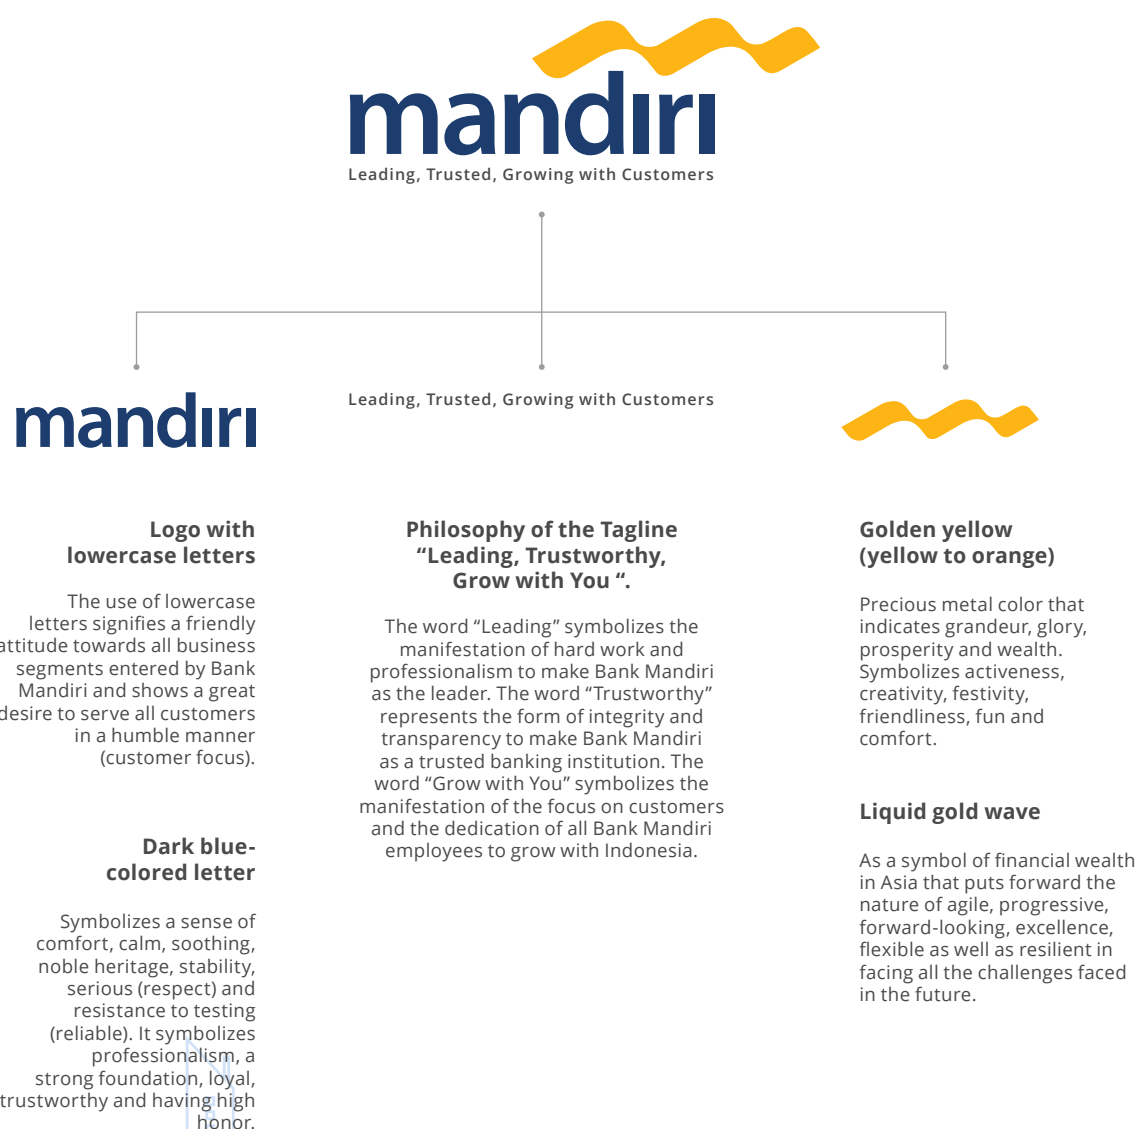 mandiri
Leading, Trusted, Growing with Customers
mandiri
Leading, Trusted, Growing with Customers
Logo with
lowercase letters
The use of lowercase
letters signifies a friendly
attitude towards all business
segments entered by Bank
Mandiri and shows a great
desire to serve all customers
in a humble manner
(customer focus).
Dark blue-
colored letter
Symbolizes a sense of
comfort, calm, soothing,
noble heritage, stability,
serious (respect) and
resistance to testing
(reliable). It symbolizes
professionalism, a
strong foundation, loyal,
trustworthy and having high
honor.
Philosophy of the Tagline
“Leading, Trustworthy,
Grow with You “.
The word “Leading” symbolizes the
manifestation of hard work and
professionalism to make Bank Mandiri
as the leader. The word “Trustworthy”
represents the form of integrity and
transparency to make Bank Mandiri
as a trusted banking institution. The
word “Grow with You” symbolizes the
manifestation of the focus on customers
and the dedication of all Bank Mandiri
employees to grow with Indonesia.
Golden yellow
(yellow to orange)
Precious metal color that
indicates grandeur, glory,
prosperity and wealth.
Symbolizes activeness,
creativity, festivity,
friendliness, fun and
comfort.
Liquid gold wave
As a symbol of financial wealth
in Asia that puts forward the
nature of agile, progressive,
forward-looking, excellence,
flexible as well as resilient in
facing all the challenges faced
in the future.